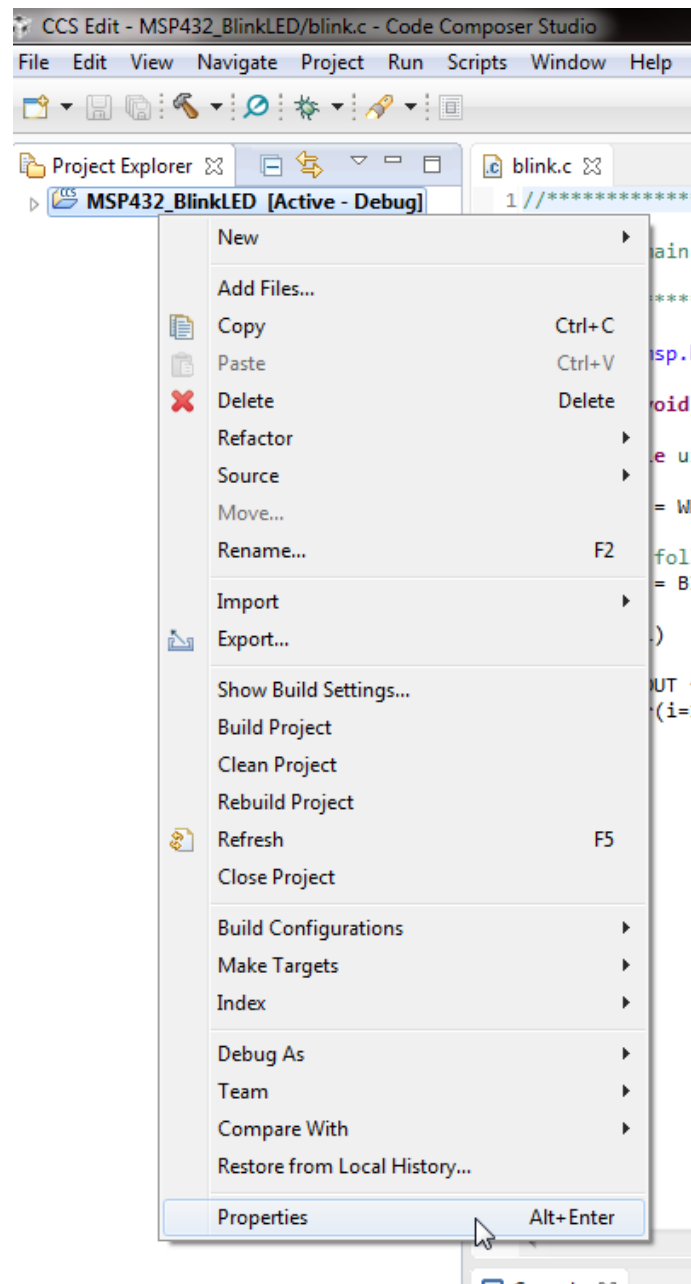 CCS Edit - MSP432_BlinkLED/blink.c - Code Composer Studio
File Edit View Navigate Project Run Scripts Window Help
Project Explorer
blink.c
MSP432_BlinkLED [Active - Debug]
1 //*************
New
Add Files...
Copy Ctrl+C
Paste Ctrl+V
Delete Delete
Refactor
Source
Move...
Rename... F2
Import
Export...
Show Build Settings...
Build Project
Clean Project
Rebuild Project
Refresh F5
Close Project
Build Configurations
Make Targets
Index
Debug As
Team
Compare With
Restore from Local History...
Properties Alt+Enter